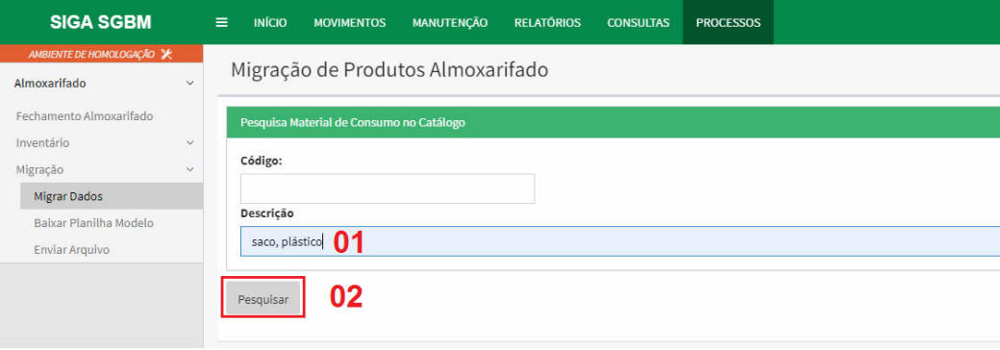 SIGA SGBM
INÍCIO MOVIMENTOS MANUTENÇÃO RELATÓRIOS CONSULTAS PROCESSOS
AMBIENTE DE HOMOLOGAÇÃO
Almoxarifado
Fechamento Almoxarifado
Inventário
Migração
Migrar Dados
Baixar Planilha Modelo
Enviar Arquivo
Migração de Produtos Almoxarifado
Pesquisa Material de Consumo no Catálogo
Código:
Descrição
saco, plástico 01
Pesquisar 02